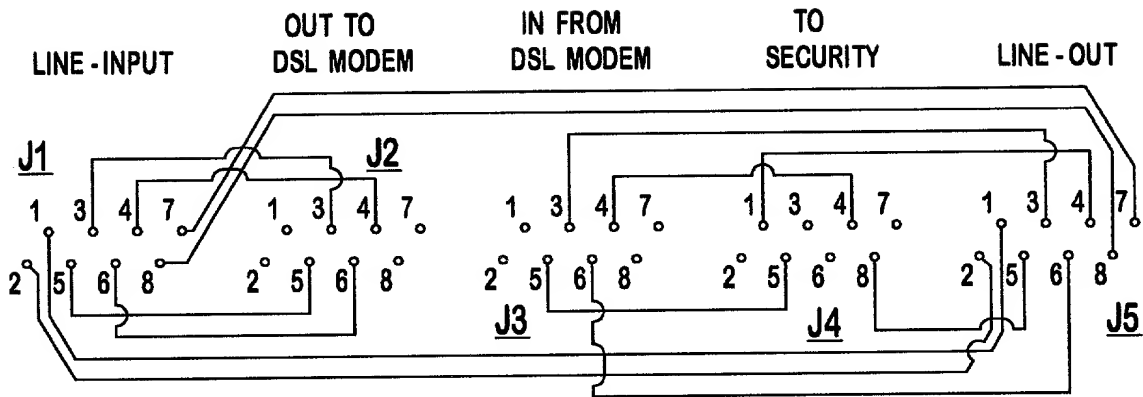 OUT TO IN FROM TO
LINE-INPUT DSL MODEM DSL MODEM SECURITY LINE-OUT
J1 J2
1 3 4 7 1 3 4 7 1 3 4 7 1 3 4 7 1 3 4 7
2 5 6 8 2 5 6 8 2 5 6 8 2 5 6 8 2 5 6 8
J3 J4 J5